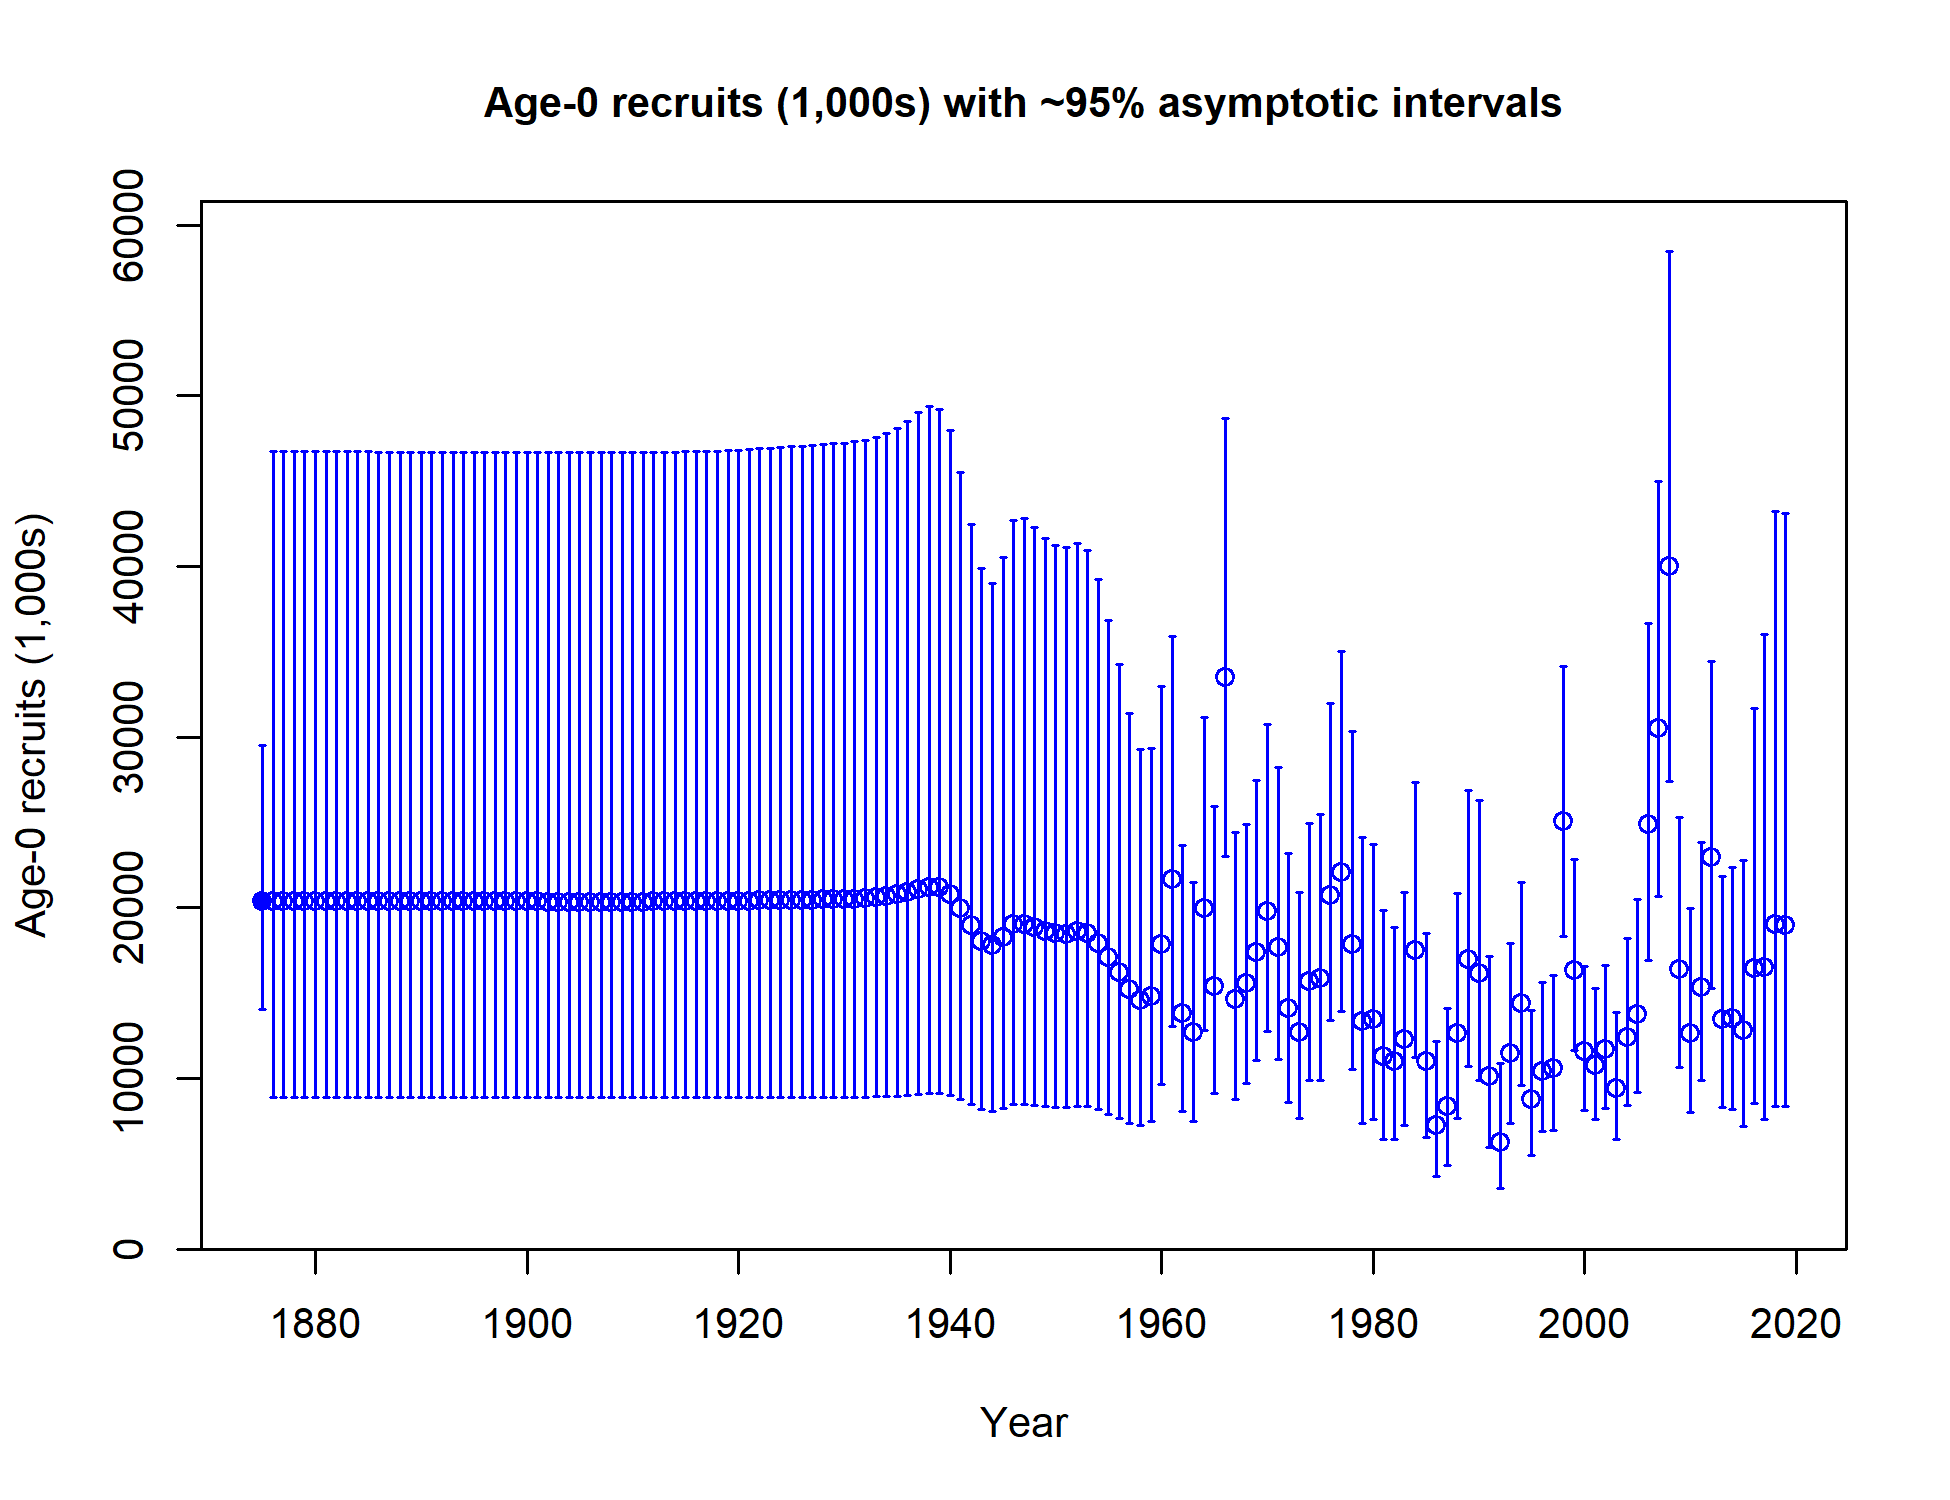 Age-0 recruits (1,000s) with ~95% asymptotic intervals
Age-0 recruits (1,000s)
60000
50000
40000
30000
20000
10000
0
1880 1900 1920 1940 1960 1980 2000 2020
Year